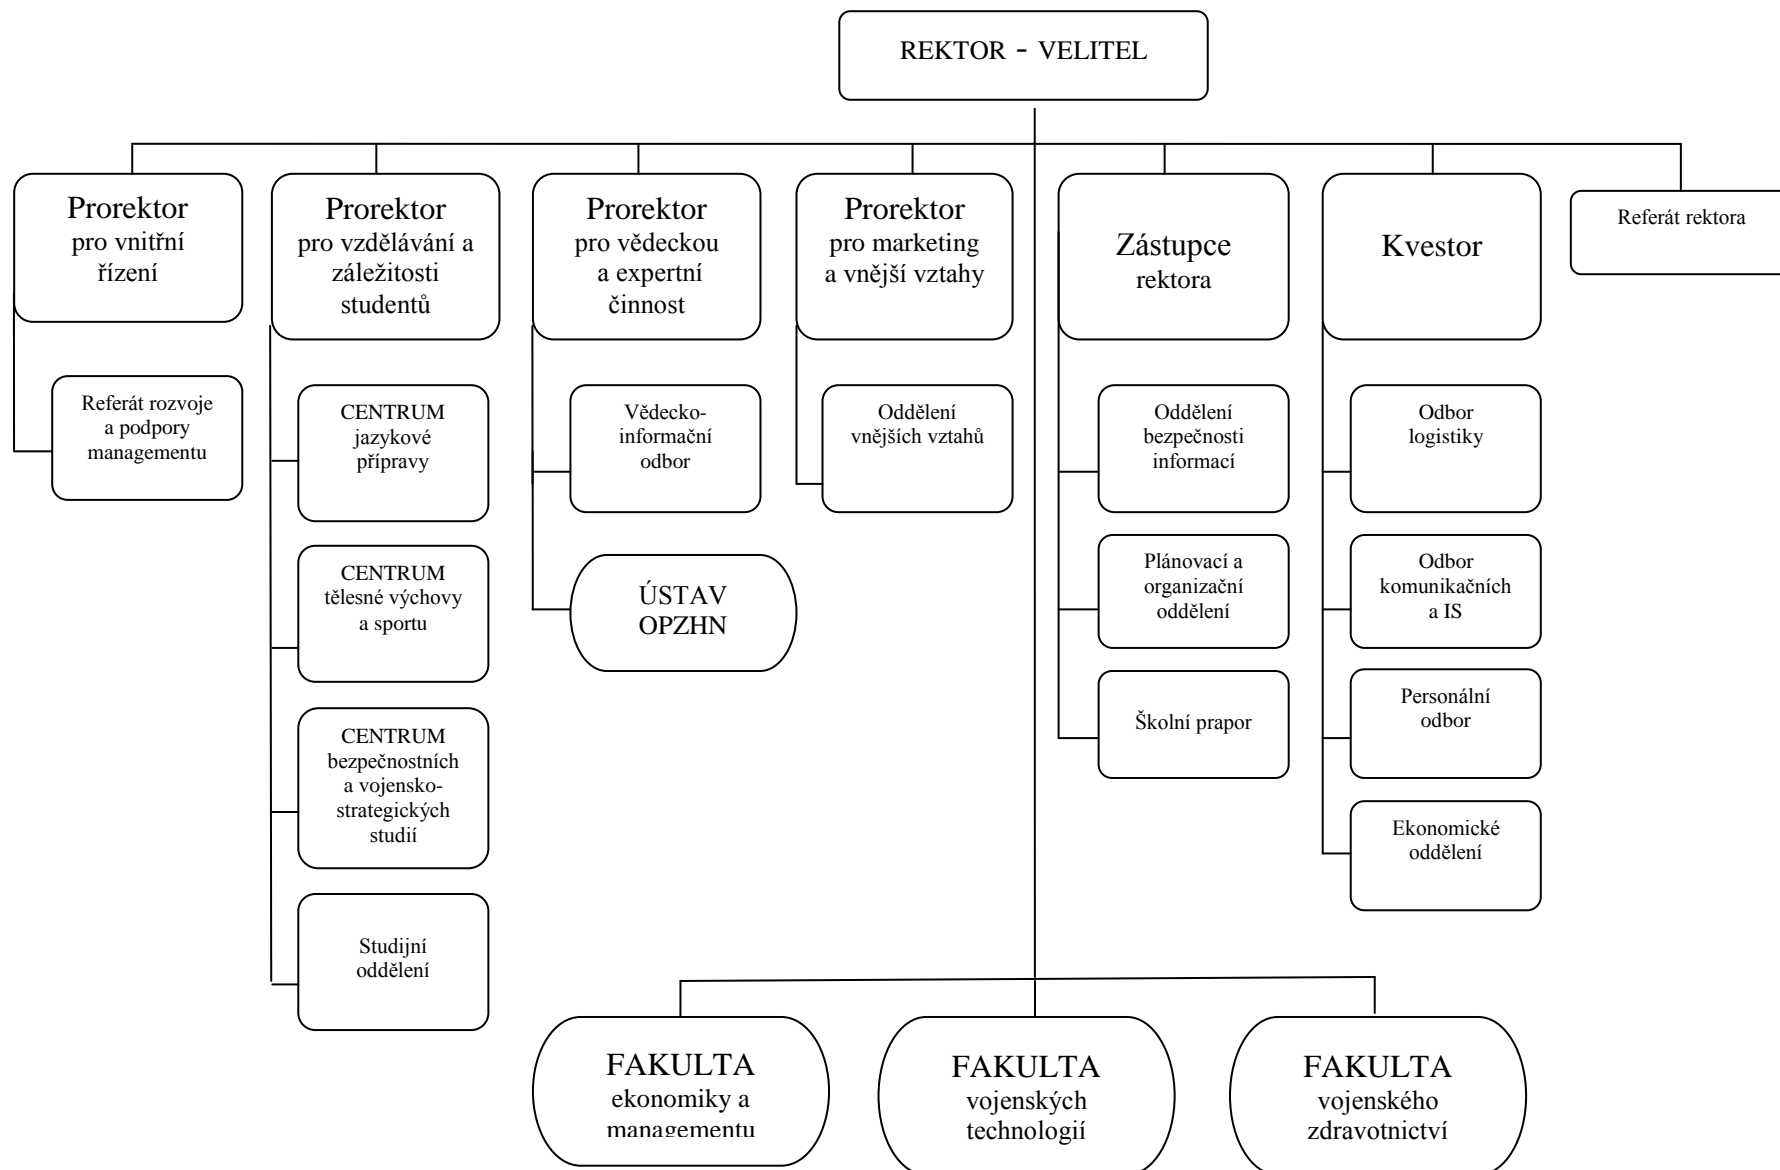 REKTOR - VELITEL
Prorektor
pro vnitřní
řízení
Prorektor
pro vzdělávání a
záležitosti
studentů
Prorektor
pro vědeckou
a expertní
činnost
Prorektor
pro marketing
a vnější vztahy
Zástupce
rektora
Kvestor
Referát rektora
Referát rozvoje
a podpory
managementu
CENTRUM
jazykové
přípravy
CENTRUM
tělesné výchovy
a sportu
CENTRUM
bezpečnostních
a vojensko-
strategických
studií
Studijní
oddělení
Vědecko-
informační
odbor
ÚSTAV
OPZHN
Oddělení
vnějších vztahů
Oddělení
bezpečnosti
informací
Plánovací a
organizační
oddělení
Školní prapor
Odbor
logistiky
Odbor
komunikačních
a IS
Personální
odbor
Ekonomické
oddělení
FAKULTA
ekonomiky a
managementu
FAKULTA
vojenských
technologií
FAKULTA
vojenského
zdravotnictví